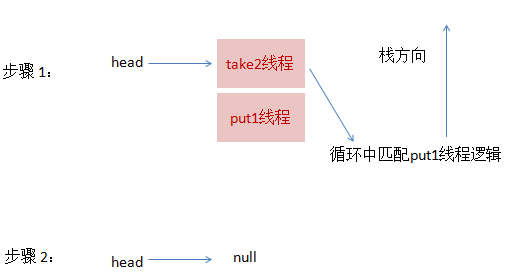 步骤1：
head
take2线程
put1线程
栈方向
循环中匹配put1线程逻辑
步骤2：
head
null